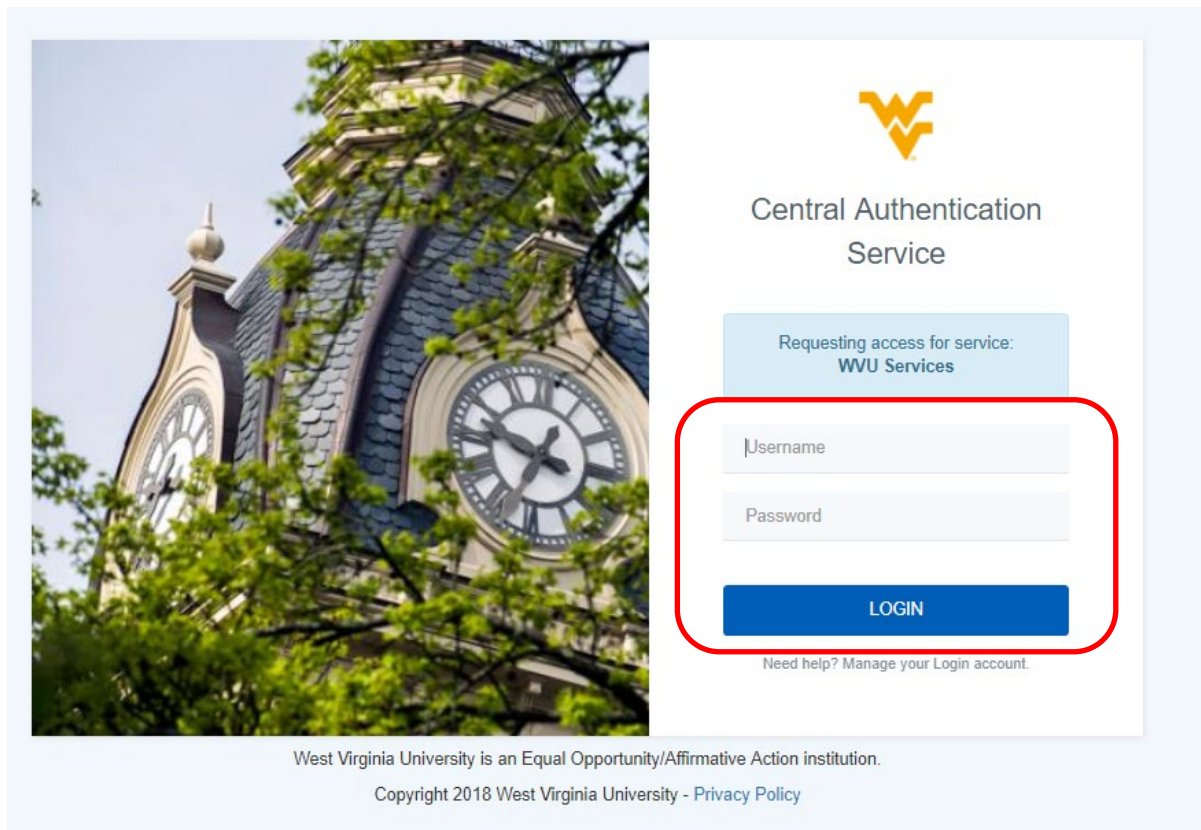 Central Authentication
Service
Requesting access for service:
WVU Services
Username
Password
LOGIN
Need help? Manage your Login account.
West Virginia University is an Equal Opportunity/Affirmative Action institution.
Copyright 2018 West Virginia University - Privacy Policy